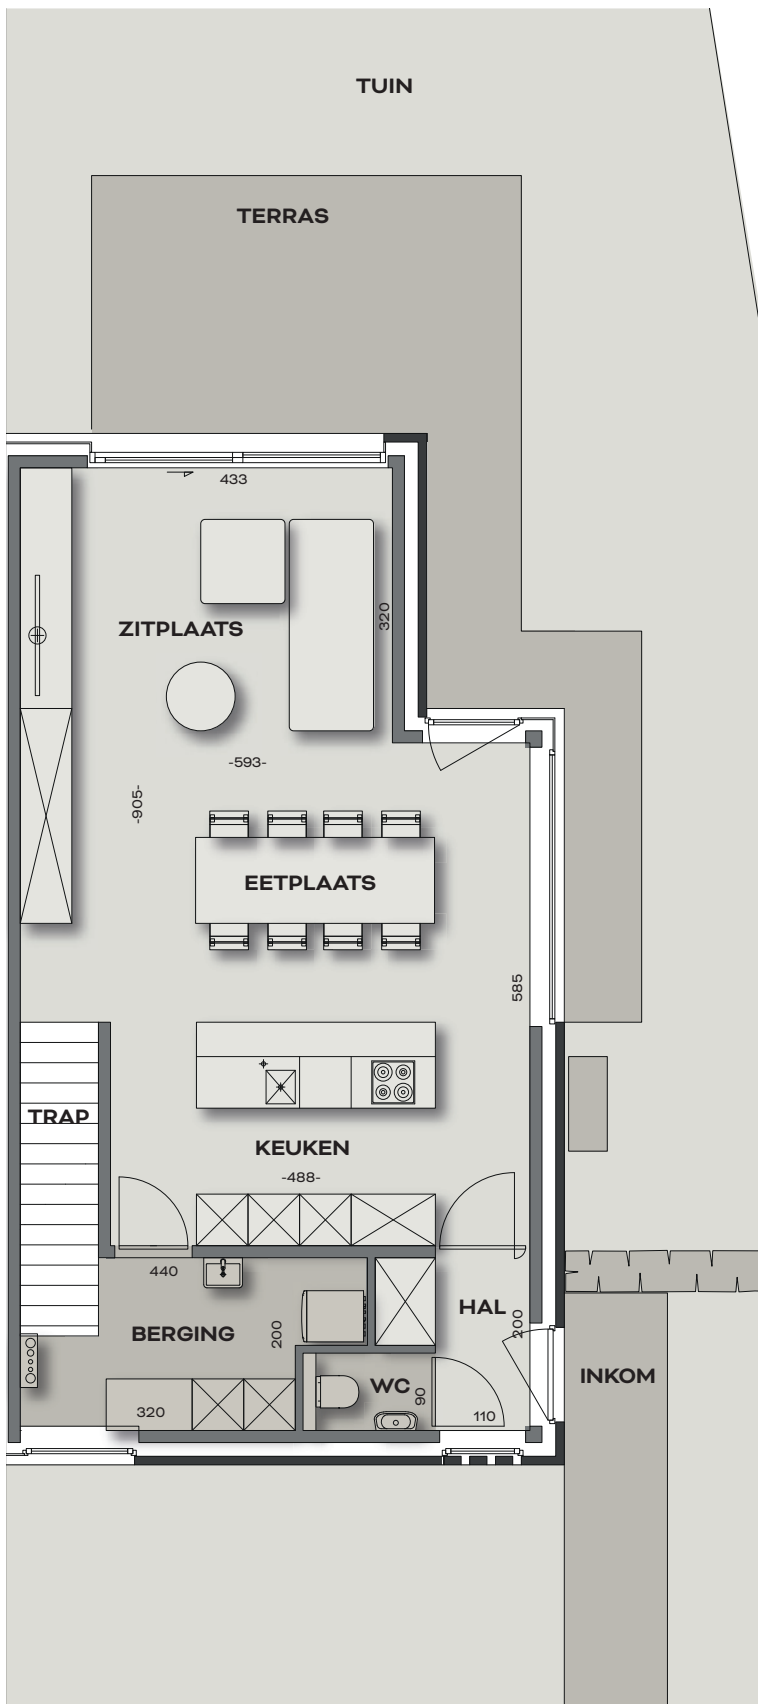 TUIN
TERRAS
433
320
ZITPLAATS
-593-
-905-
EETPLAATS
585
TRAP
KEUKEN
-488-
440
HAL
200
BERGING
200
WC
90
INKOM
320
110